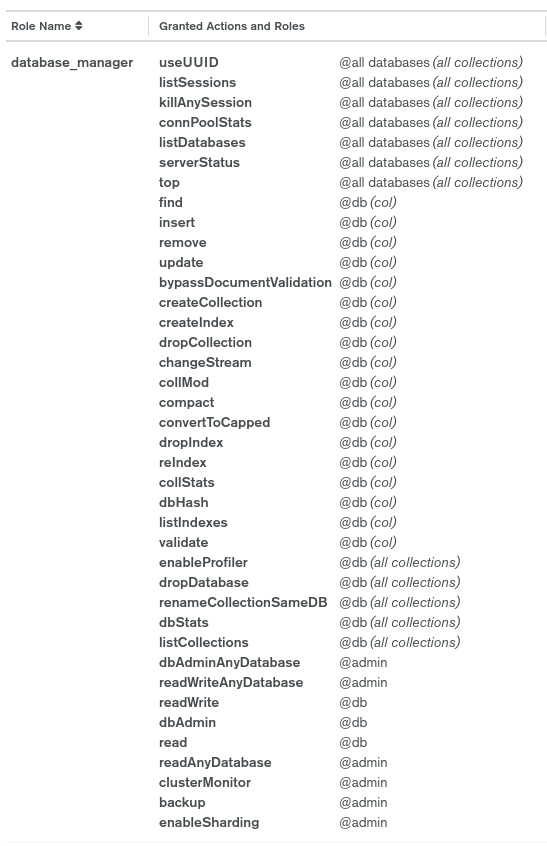 Role Name Granted Actions and Roles
database_manager useUUID @all databases (all collections)
listSessions @all databases (all collections)
killAnySession @all databases (all collections)
connPoolStats @all databases (all collections)
listDatabases @all databases (all collections)
serverStatus @all databases (all collections)
top @all databases (all collections)
find @db (col)
insert @db (col)
remove @db (col)
update @db (col)
bypassDocumentValidation @db (col)
createCollection @db (col)
createIndex @db (col)
dropCollection @db (col)
changeStream @db (col)
collMod @db (col)
compact @db (col)
convertToCapped @db (col)
dropIndex @db (col)
reIndex @db (col)
collStats @db (col)
dbHash @db (col)
listIndexes @db (col)
validate @db (col)
enableProfiler @db (all collections)
dropDatabase @db (all collections)
renameCollectionSameDB @db (all collections)
dbStats @db (all collections)
listCollections @db (all collections)
dbAdminAnyDatabase @admin
readWriteAnyDatabase @admin
readWrite @db
dbAdmin @db
read @db
readAnyDatabase @admin
clusterMonitor @admin
backup @admin
enableSharding @admin